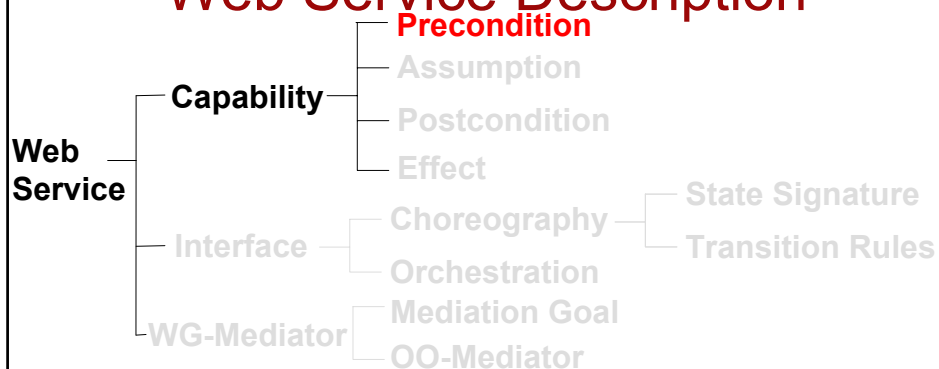 Web Service Description
Precondition
Assumption
Capability
Postcondition
Web
Service
Effect
State Signature
Choreography
Interface
Transition Rules
Orchestration
Mediation Goal
WG-Mediator
OO-Mediator